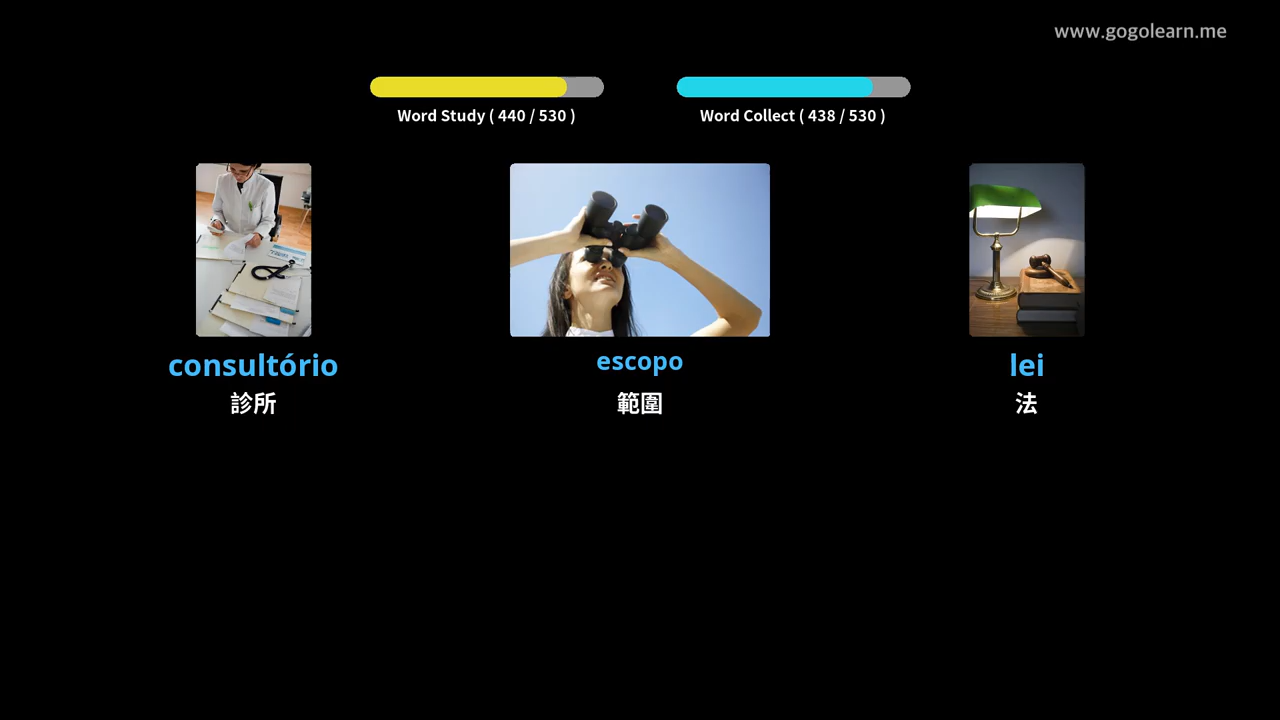 www.gogolearn.me
Word Study ( 440 / 530 )
Word Collect ( 438 / 530 )
consultório
escopo
lei
診所
範圍
法